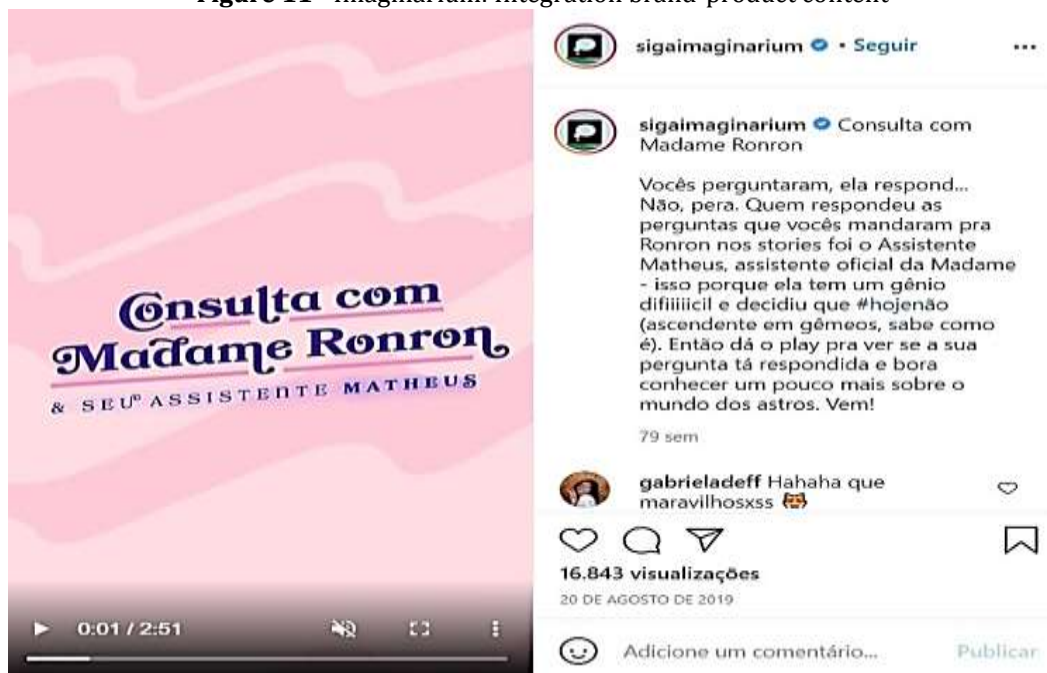 Figure 11 - Imaginarium: Integration brand-product content
Consulta com
Madame Ronron
& SEU ASSISTENTE MATHEUS
0:01 / 2:51
sigaimaginarium • Seguir
sigaimaginarium Consulta com
Madame Ronron
Vocês perguntaram, ela respond...
Não, pera. Quem respondeu as
perguntas que vocês mandaram pra
Ronron nos stories foi o Assistente
Matheus, assistente oficial da Madame
- isso porque ela tem um gênio
difiiiiicil e decidiu que #hojenão
(ascendente em gêmeos, sabe como
é). Então dá o play pra ver se a sua
pergunta tá respondida e bora
conhecer um pouco mais sobre o
mundo dos astros. Vem!
79 sem
gabrieladeff Hahaha que
maravilhosxss
16.843 visualizações
20 DE AGOSTO DE 2019
Adicione um comentário... Publicar